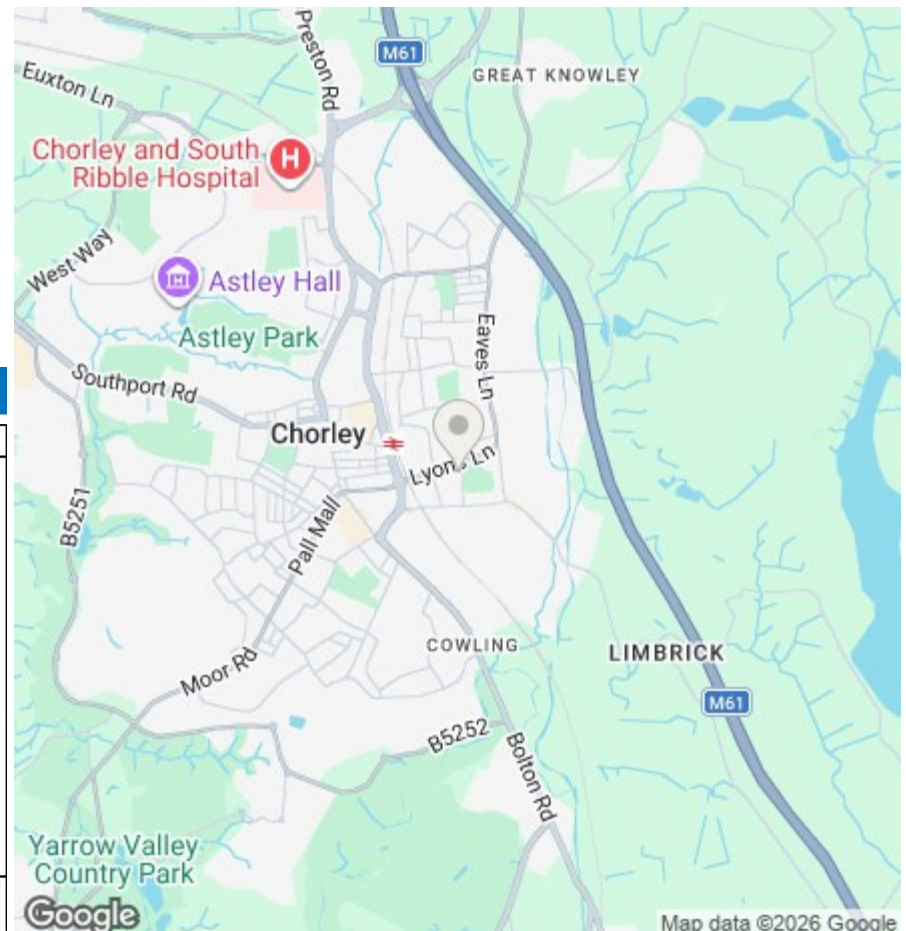 M61
Preston Rd
GREAT KNOWLEY
Euxton Ln
Chorley and South
Ribble Hospital
H
West Way
Astley Hall
Astley Park
Eaves Ln
Southport Rd
Chorley
Lyons Ln
B5251
Pall Mall
COWLING
LIMBRICK
Moor Rd
M61
B5252
Bolton Rd
Yarrow Valley
Country Park
Google
Map data ©2026 Google